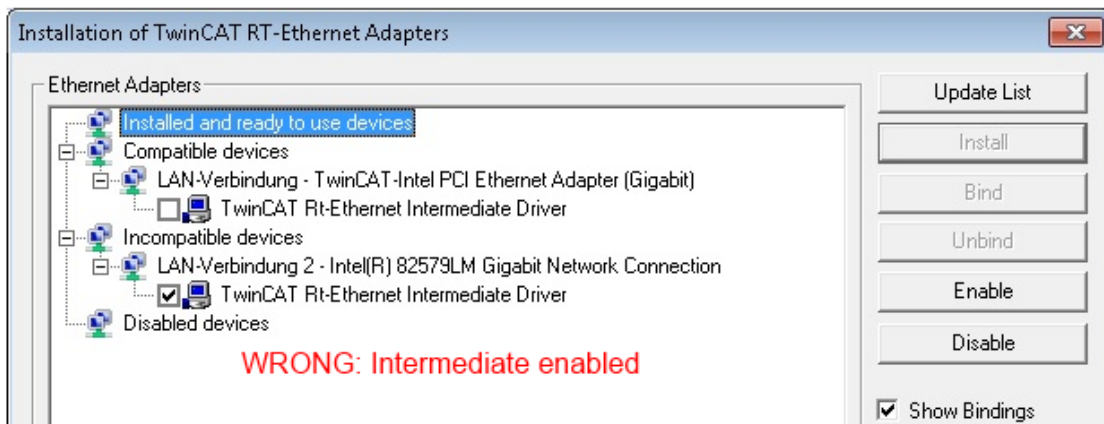 Installation of TwinCAT RT-Ethernet Adapters
Ethernet Adapters
Installed and ready to use devices
Compatible devices
LAN-Verbindung - TwinCAT-Intel PCI Ethernet Adapter (Gigabit)
TwinCAT Rt-Ethernet Intermediate Driver
Incompatible devices
LAN-Verbindung 2 - Intel(R) 82579LM Gigabit Network Connection
TwinCAT Rt-Ethernet Intermediate Driver
Disabled devices
WRONG: Intermediate enabled
Update List
Install
Bind
Unbind
Enable
Disable
Show Bindings